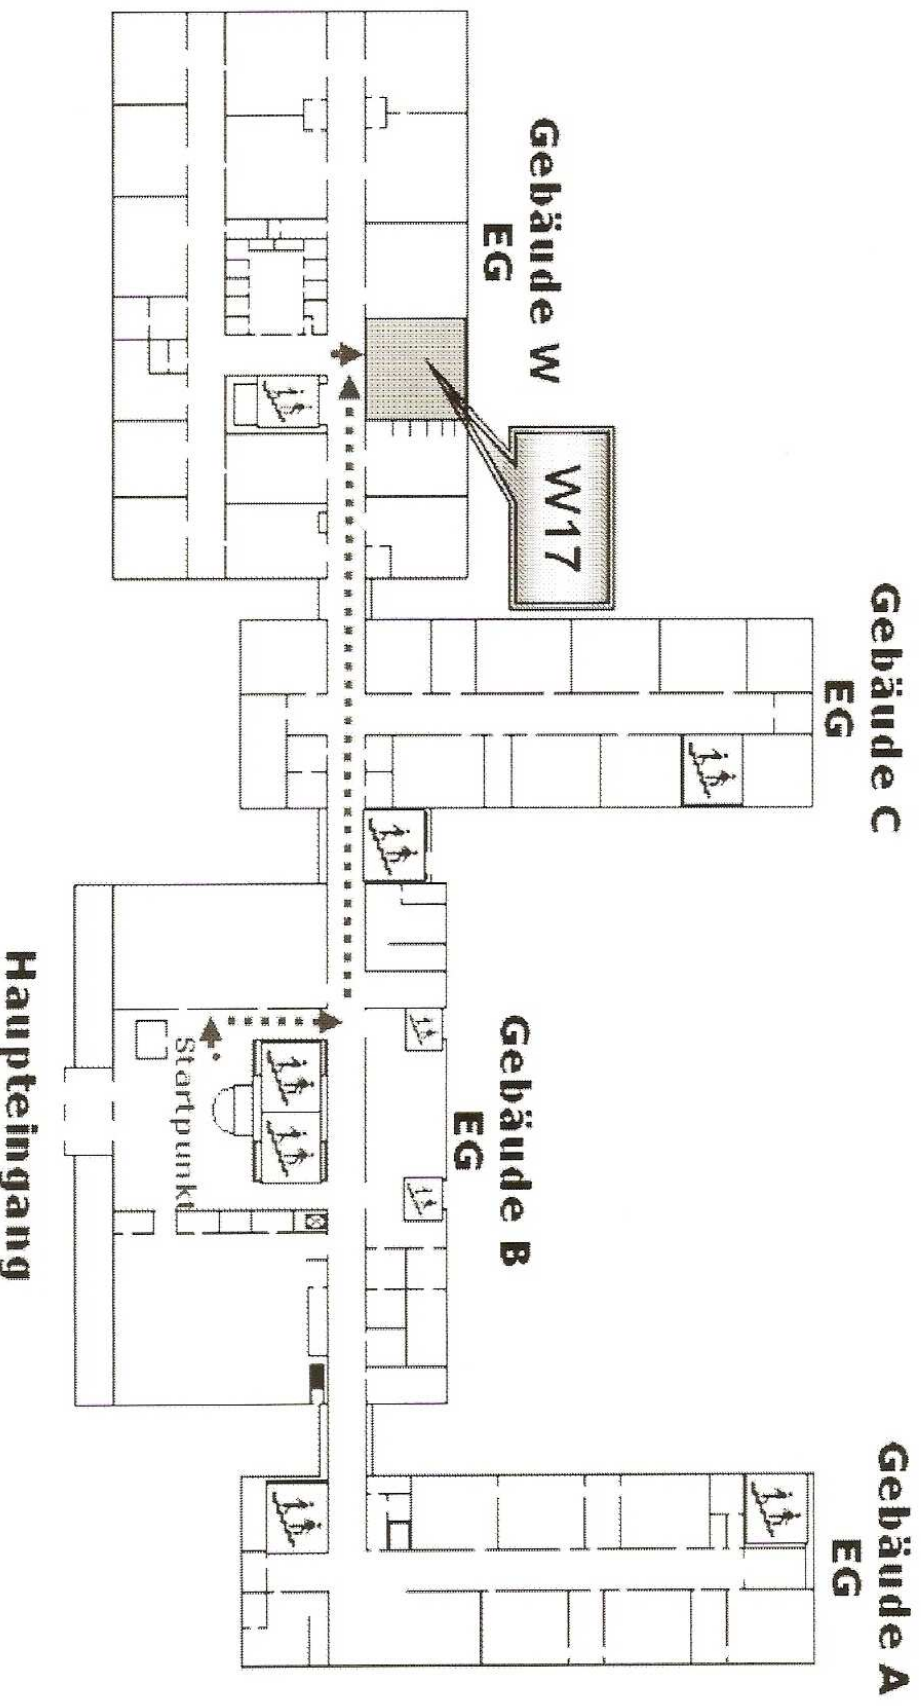 Gebäude W
EG
W17
Gebäude C
EG
Gebäude B
EG
Gebäude A
EG
Startpunkt
Haupteingang